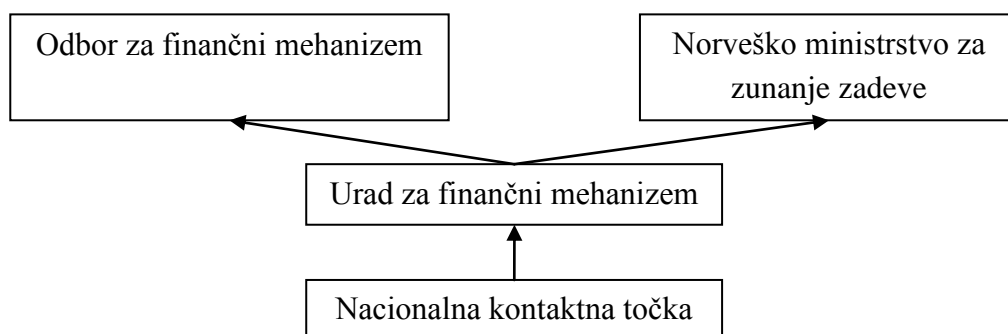 Odbor za finančni mehanizem
Norveško ministrstvo za
zunanje zadeve
Urad za finančni mehanizem
Nacionalna kontaktna točka